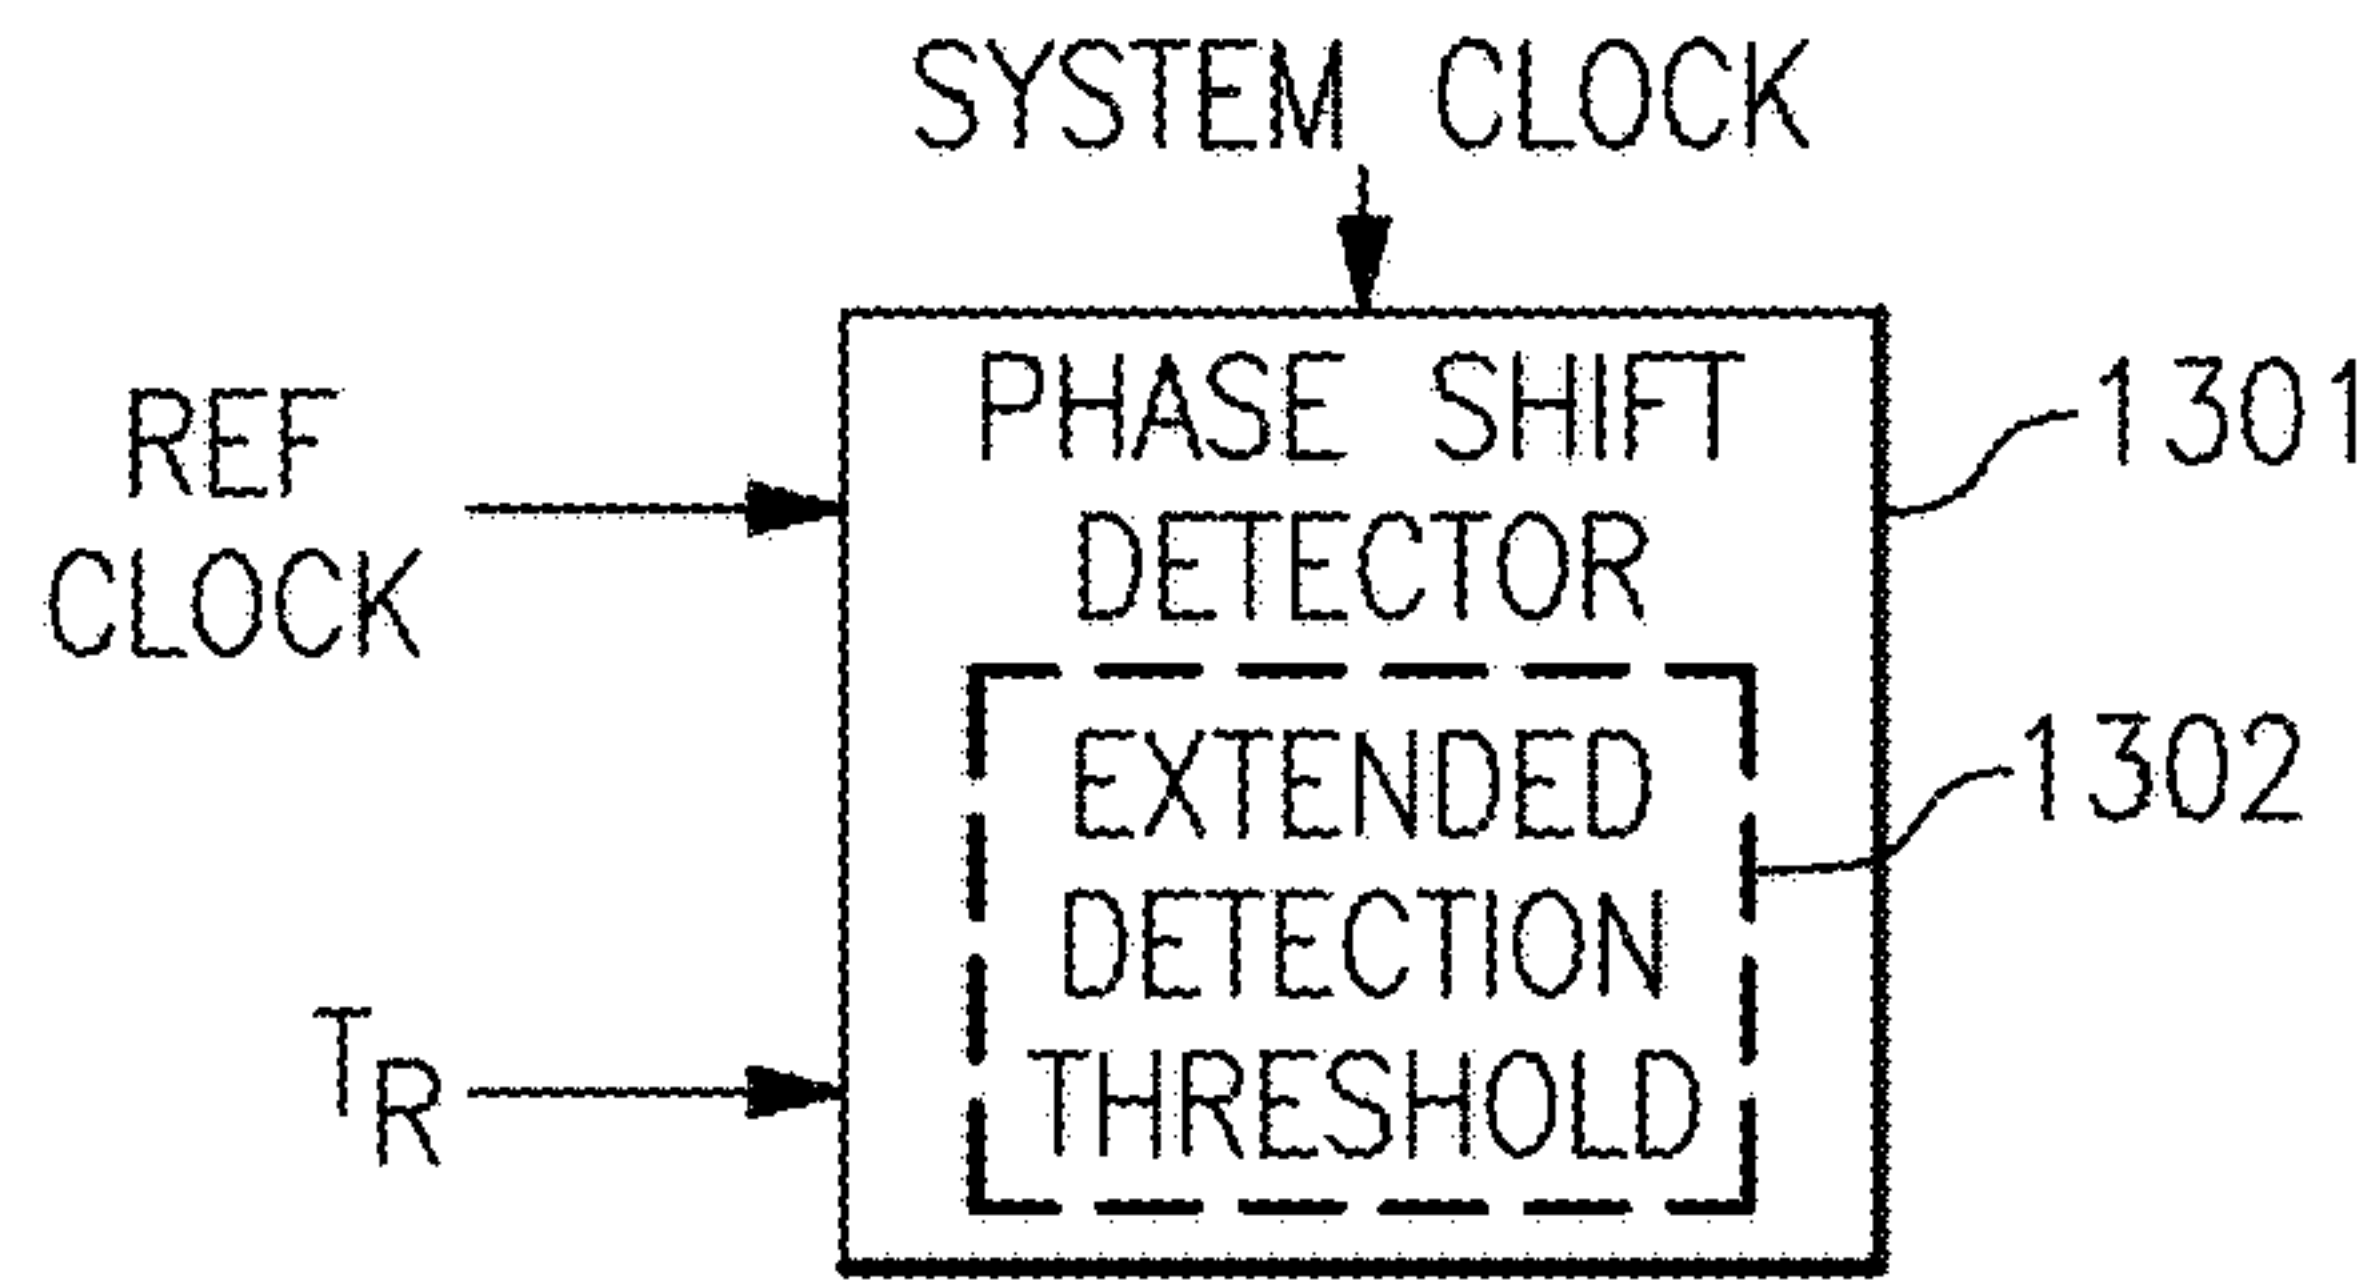 SYSTEM CLOCK
REF
CLOCK
PHASE SHIFT
DETECTOR
1301
EXTENDED
DETECTION
THRESHOLD
1302
TR